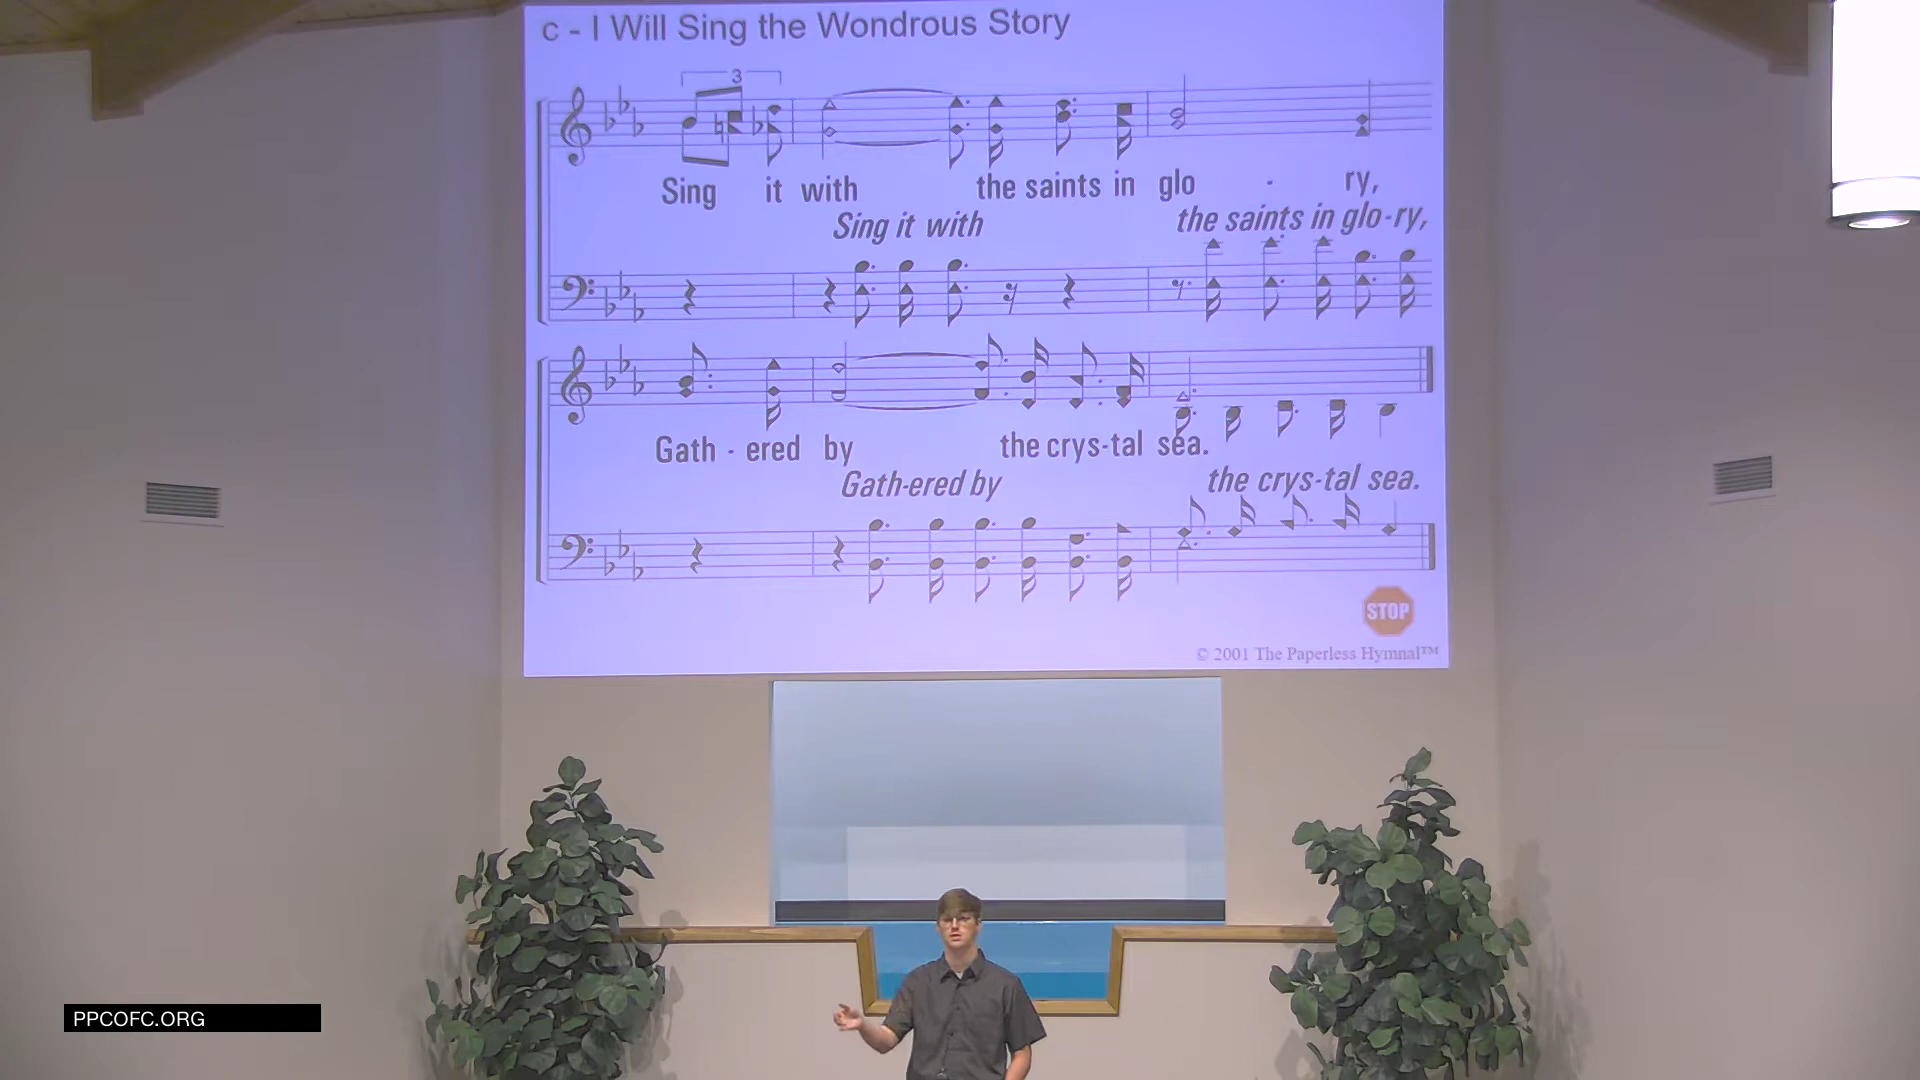 c - I Will Sing the Wondrous Story
3
Sing it with the saints in glo - ry,
Sing it with the saints in glo-ry,
Gath - ered by the crys-tal sea.
Gath-ered by the crys-tal sea.
STOP
© 2001 The Paperless Hymnal™
PPCOFC.ORG